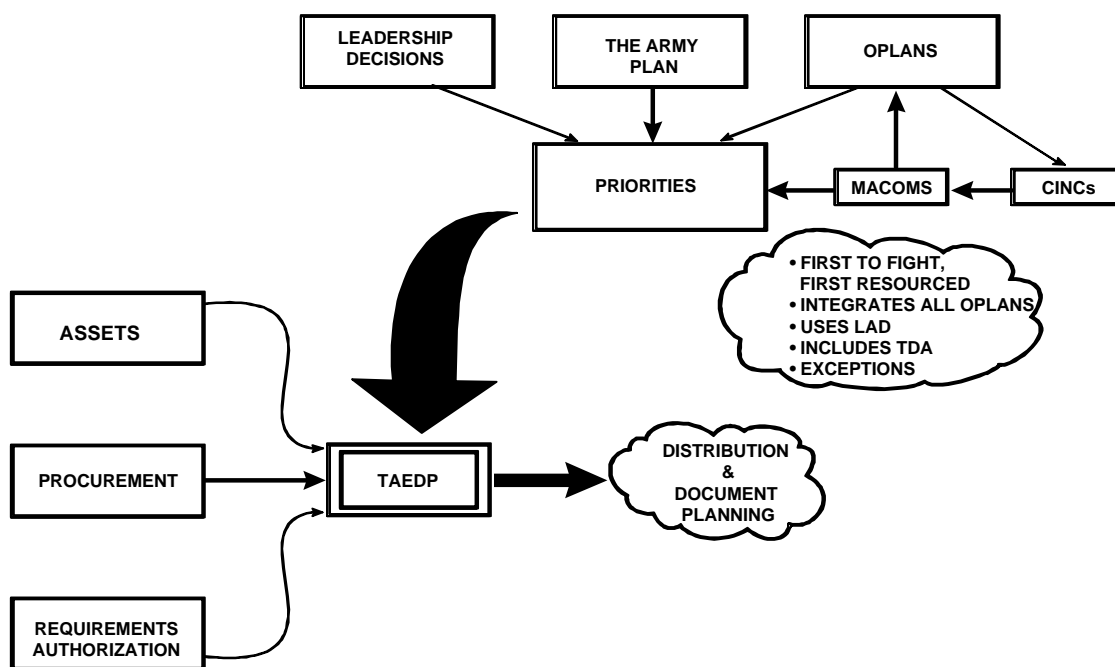 LEADERSHIP
DECISIONS
THE ARMY
PLAN
OPLANS
PRIORITIES
MACOMS
CINCs
• FIRST TO FIGHT,
FIRST RESOURCED
• INTEGRATES ALL OPLANS
• USES LAD
• INCLUDES TDA
• EXCEPTIONS
ASSETS
PROCUREMENT
TAEDP
DISTRIBUTION
&
DOCUMENT
PLANNING
REQUIREMENTS
AUTHORIZATION